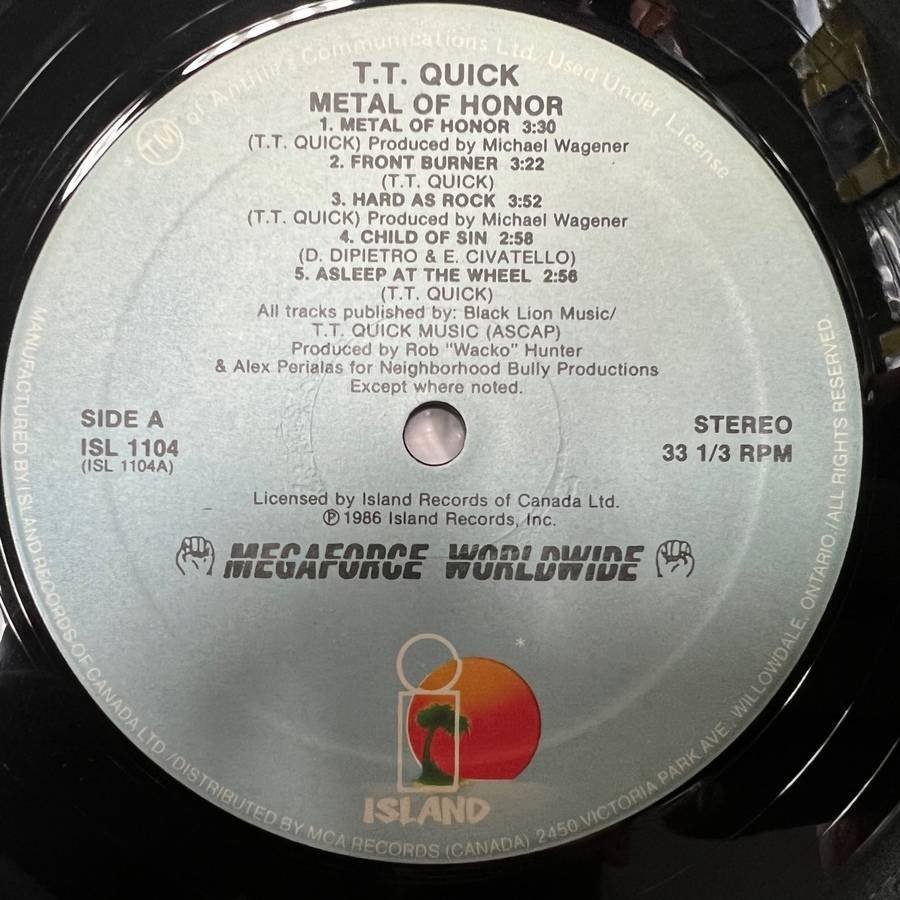 TM of Antilles Communications Ltd. Used Under License
T.T. QUICK
METAL OF HONOR
1. METAL OF HONOR 3:30
(T.T. QUICK) Produced by Michael Wagener
2. FRONT BURNER 3:22
(T.T. QUICK)
3. HARD AS ROCK 3:52
(T.T. QUICK) Produced by Michael Wagener
4. CHILD OF SIN 2:58
(D. DIPIETRO & E. CIVATELLO)
5. ASLEEP AT THE WHEEL 2:56
(T.T. QUICK)
All tracks published by: Black Lion Music/
T.T. QUICK MUSIC (ASCAP)
Produced by Rob "Wacko" Hunter
& Alex Perialas for Neighborhood Bully Productions
Except where noted.
SIDE A
ISL 1104
(ISL 1104A)
STEREO
33 1/3 RPM
Licensed by Island Records of Canada Ltd.
℗ 1986 Island Records, Inc.
MEGAFORCE WORLDWIDE
*
i
ISLAND
MANUFACTURED BY ISLAND RECORDS OF CANADA LTD./DISTRIBUTED BY MCA RECORDS (CANADA) 2450 VICTORIA PARK AVE. WILLOWDALE, ONTARIO./ALL RIGHTS RESERVED